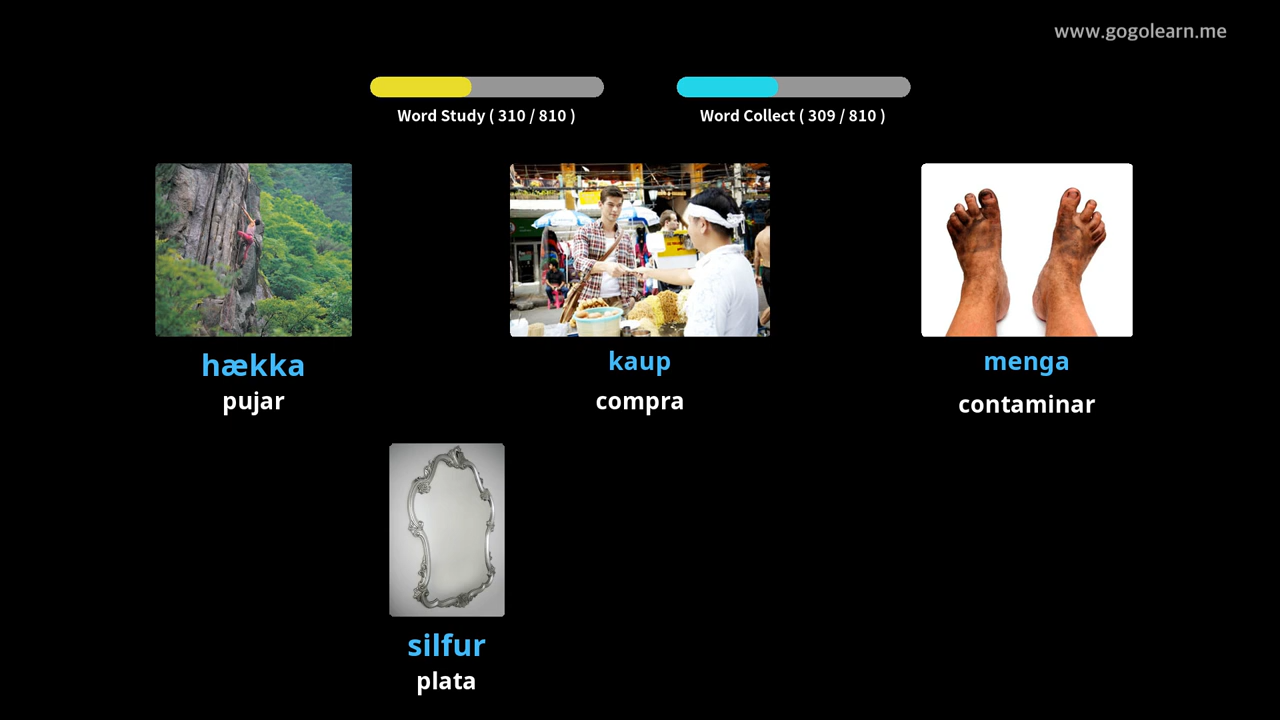 www.gogolearn.me
Word Study ( 310 / 810 )
Word Collect ( 309 / 810 )
hækka
pujar
kaup
compra
menga
contaminar
silfur
plata